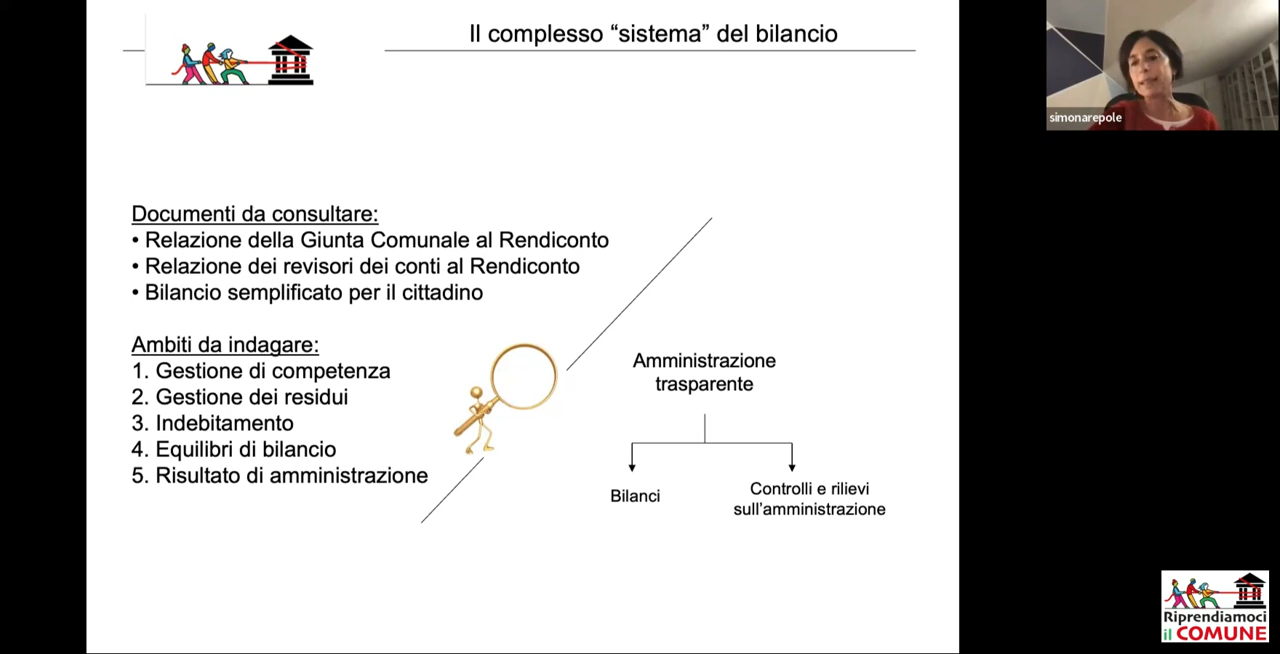 Il complesso “sistema” del bilancio
simonarepole
Documenti da consultare:
• Relazione della Giunta Comunale al Rendiconto
• Relazione dei revisori dei conti al Rendiconto
• Bilancio semplificato per il cittadino
Ambiti da indagare:
1. Gestione di competenza
2. Gestione dei residui
3. Indebitamento
4. Equilibri di bilancio
5. Risultato di amministrazione
Amministrazione
trasparente
Bilanci
Controlli e rilievi
sull’amministrazione
Riprendiamoci
il COMUNE